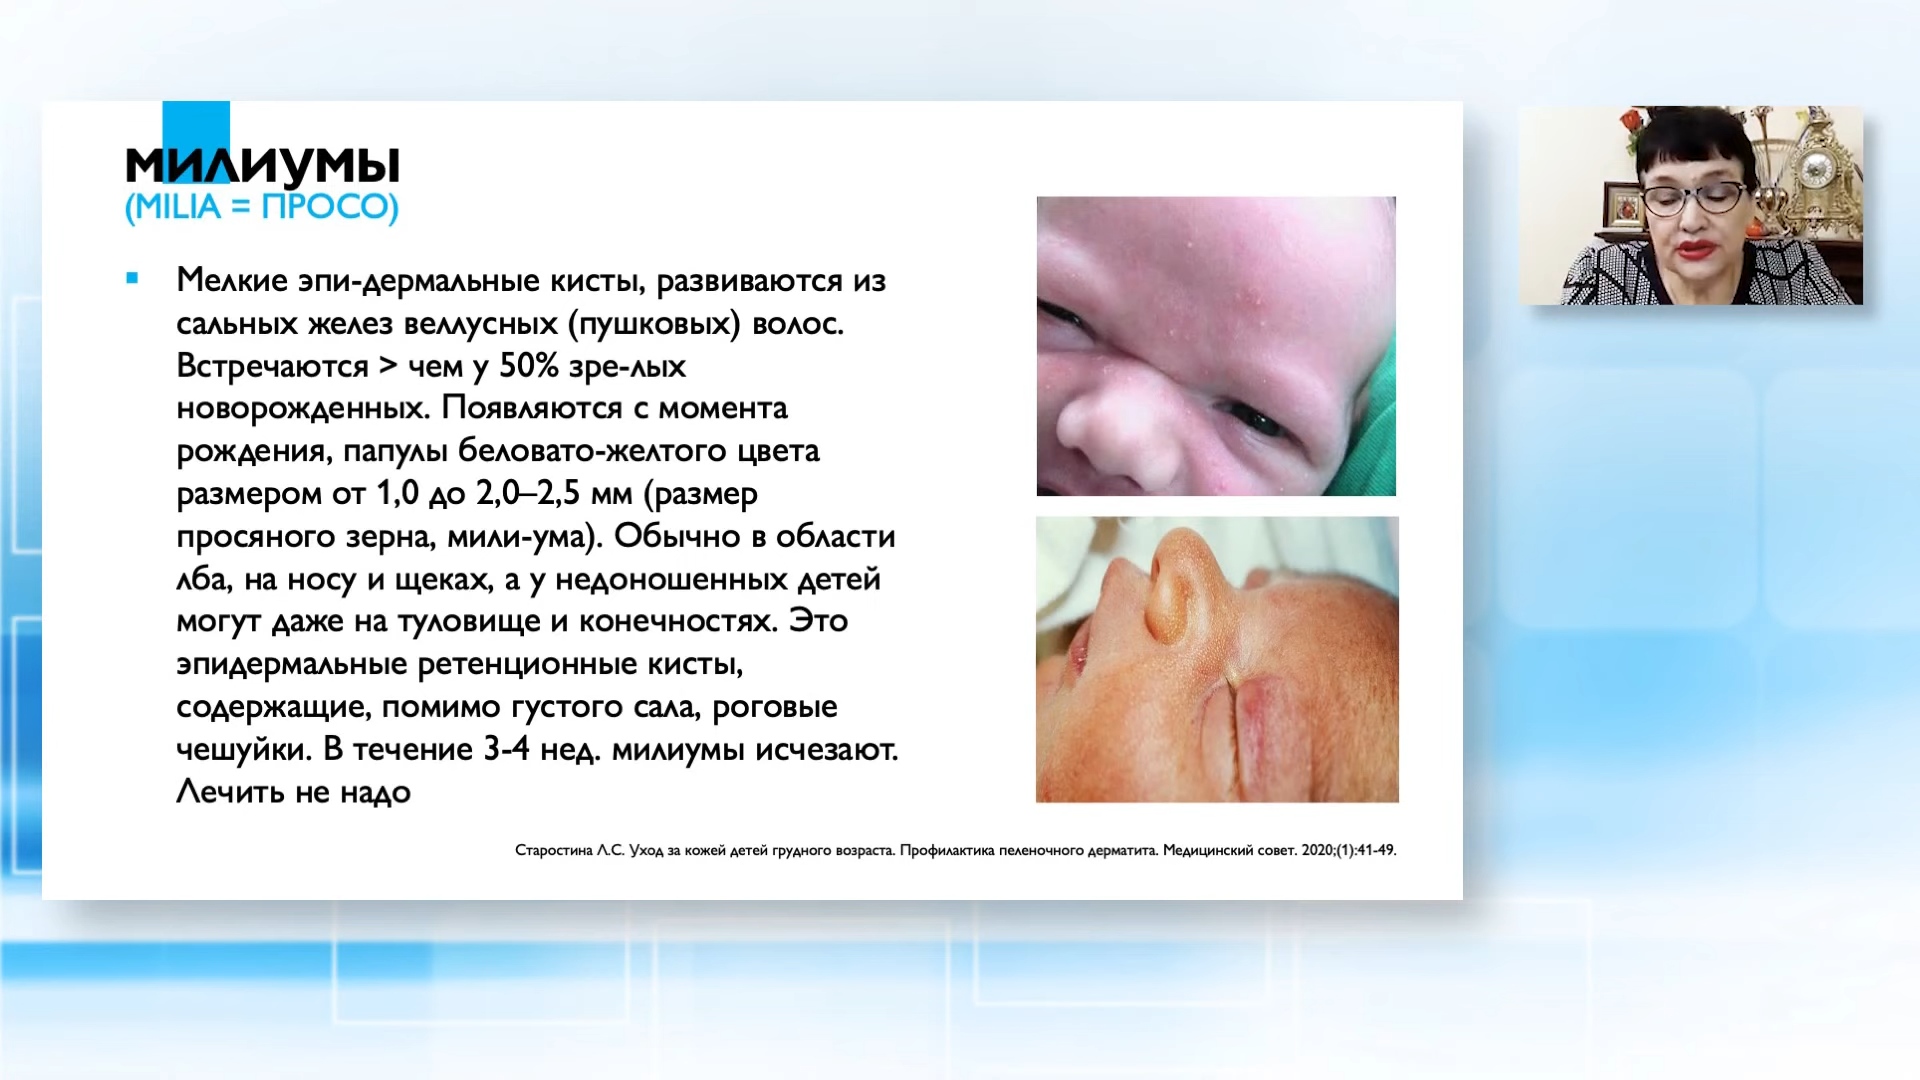 МИЛИУМЫ
(MILIA = ПРОСО)
Мелкие эпи-дермальные кисты, развиваются из
сальных желез веллусных (пушковых) волос.
Встречаются > чем у 50% зре-лых
новорожденных. Появляются с момента
рождения, папулы беловато-желтого цвета
размером от 1,0 до 2,0–2,5 мм (размер
просяного зерна, мили-ума). Обычно в области
лба, на носу и щеках, а у недоношенных детей
могут даже на туловище и конечностях. Это
эпидермальные ретенционные кисты,
содержащие, помимо густого сала, роговые
чешуйки. В течение 3-4 нед. милиумы исчезают.
Лечить не надо
Старостина Л.С. Уход за кожей детей грудного возраста. Профилактика пеленочного дерматита. Медицинский совет. 2020;(1):41-49.